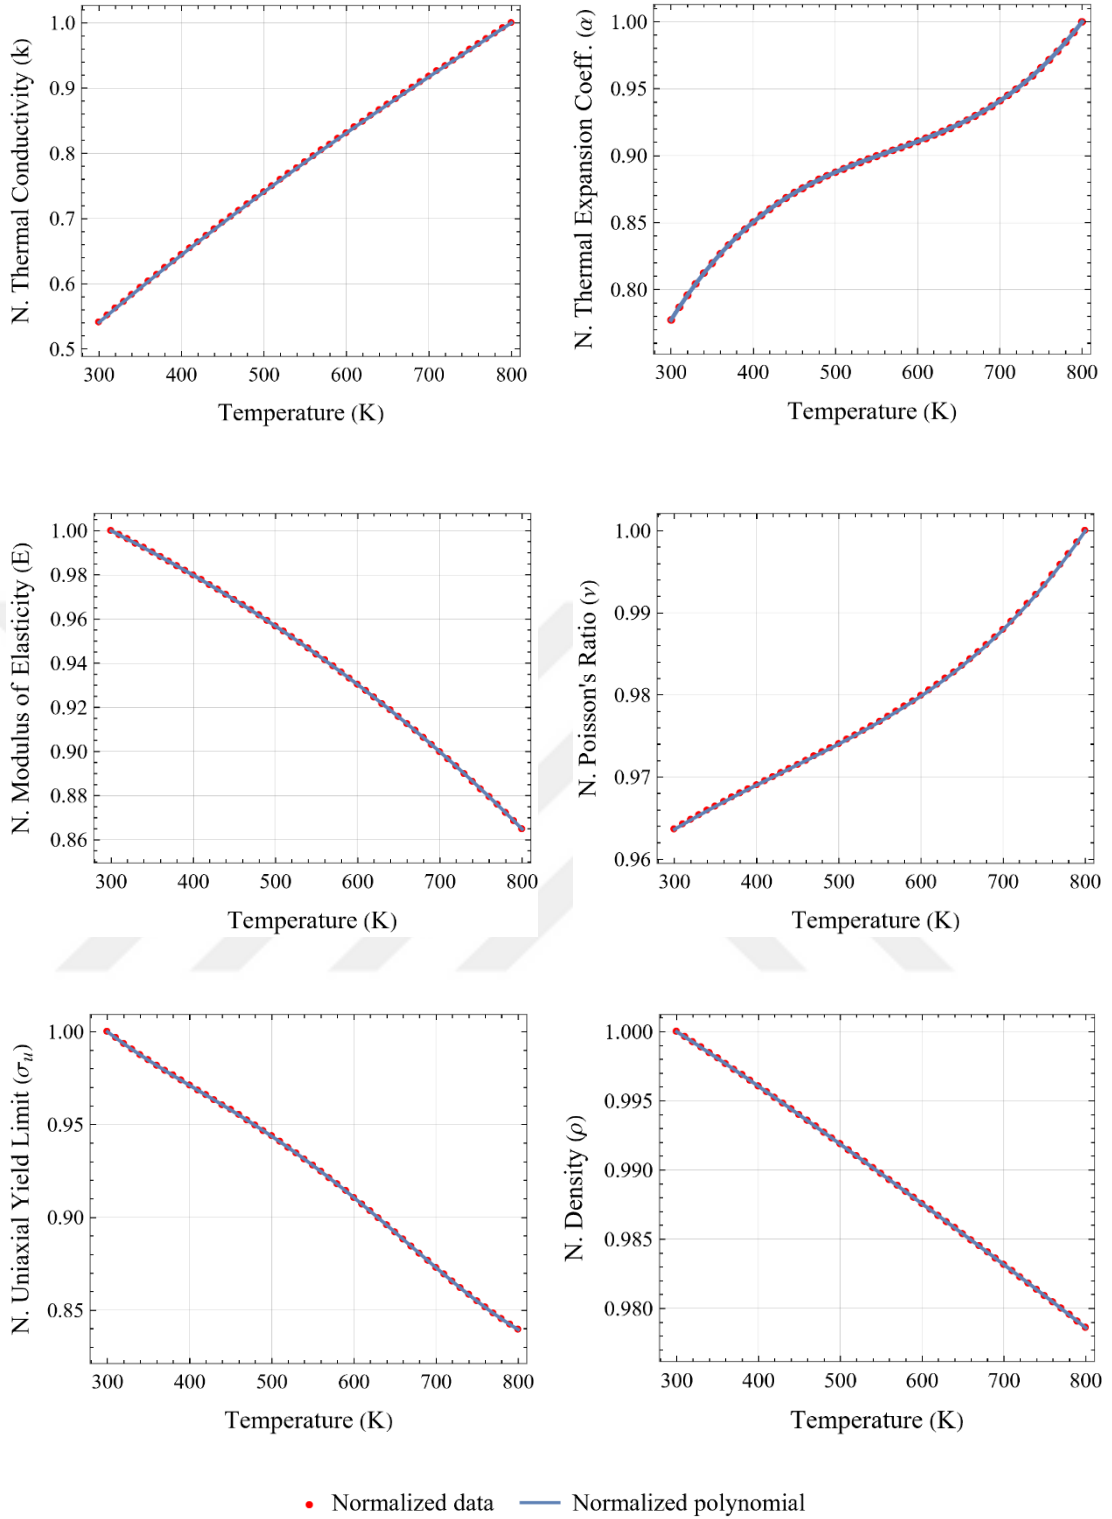 N. Thermal Conductivity (k)
1.0
0.9
0.8
0.7
0.6
0.5
300 400 500 600 700 800
Temperature (K)
N. Thermal Expansion Coeff. (α)
1.00
0.95
0.90
0.85
0.80
300 400 500 600 700 800
Temperature (K)
N. Modulus of Elasticity (E)
1.00
0.98
0.96
0.94
0.92
0.90
0.88
0.86
300 400 500 600 700 800
Temperature (K)
N. Poisson's Ratio (ν)
1.00
0.99
0.98
0.97
0.96
300 400 500 600 700 800
Temperature (K)
N. Uniaxial Yield Limit (σᵤ)
1.00
0.95
0.90
0.85
300 400 500 600 700 800
Temperature (K)
N. Density (ρ)
1.000
0.995
0.990
0.985
0.980
300 400 500 600 700 800
Temperature (K)
Normalized data Normalized polynomial